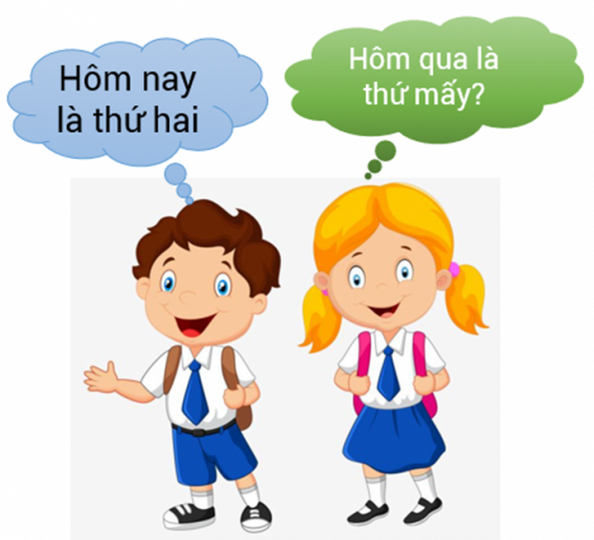 Hôm nay
là thứ hai
Hôm qua là
thứ mấy?